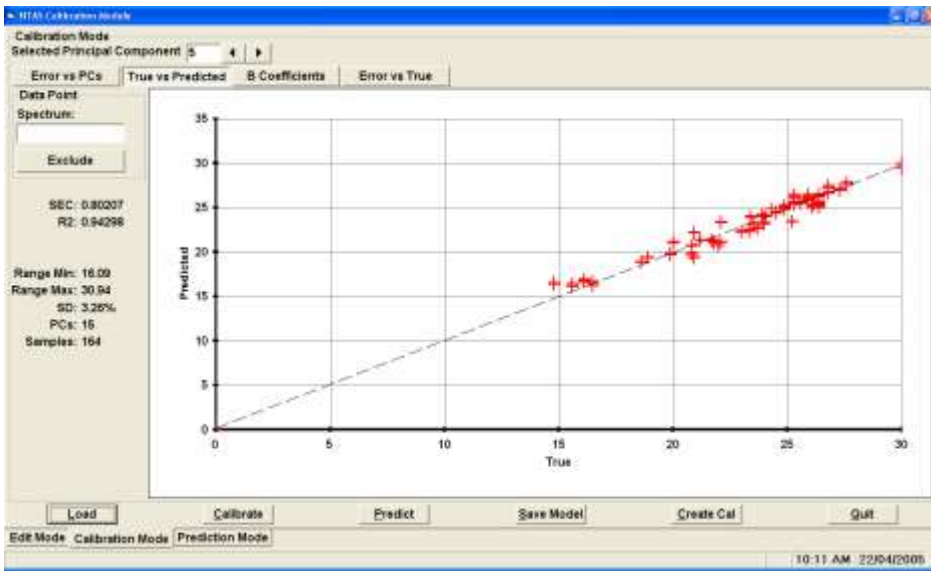 NTAS Calibration Module
Calibration Mode
Selected Principal Component 5
Error vs PCs True vs Predicted B Coefficients Error vs True
Data Point
Spectrum:
Exclude
SEC: 0.80207
R2: 0.94298
Range Min: 16.09
Range Max: 30.94
SD: 3.26%
PCs: 15
Samples: 164
35
30
25
20
15
10
5
0
Predicted
0 5 10 15 20 25 30
True
Load Calibrate Predict Save Model Create Cal Quit
Edit Mode Calibration Mode Prediction Mode
10:11 AM 22/04/2005